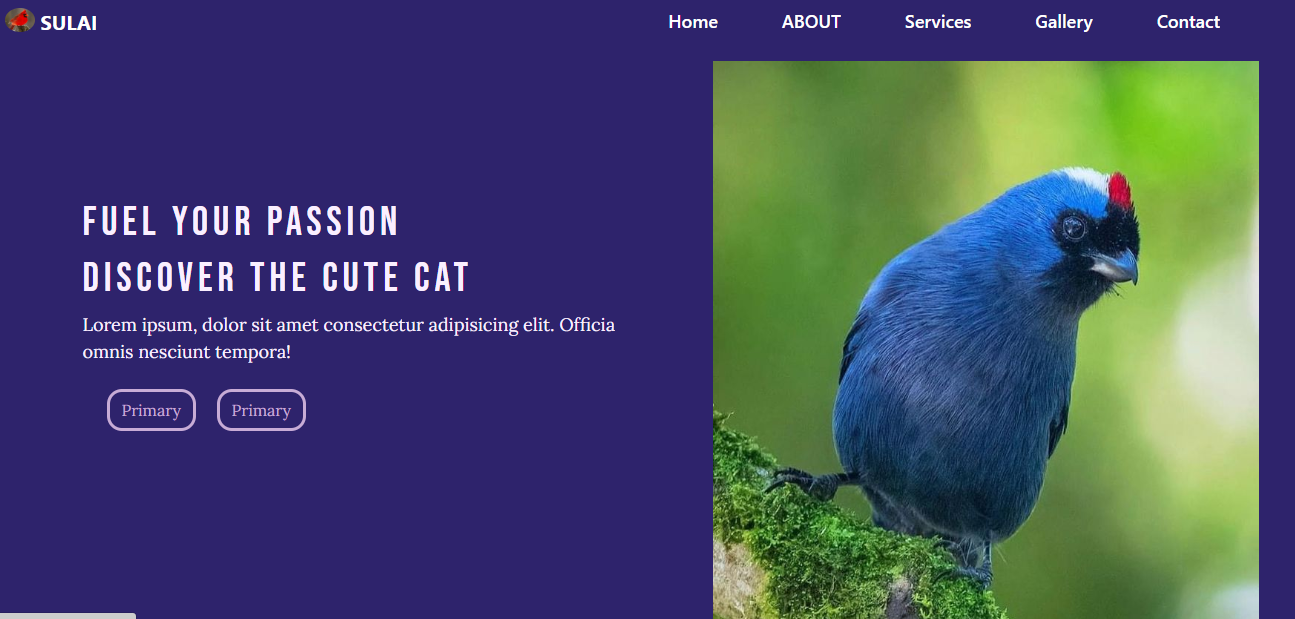 SULAI
Home ABOUT Services Gallery Contact
FUEL YOUR PASSION
DISCOVER THE CUTE CAT
Lorem ipsum, dolor sit amet consectetur adipisicing elit. Officia
omnis nesciunt tempora!
Primary Primary